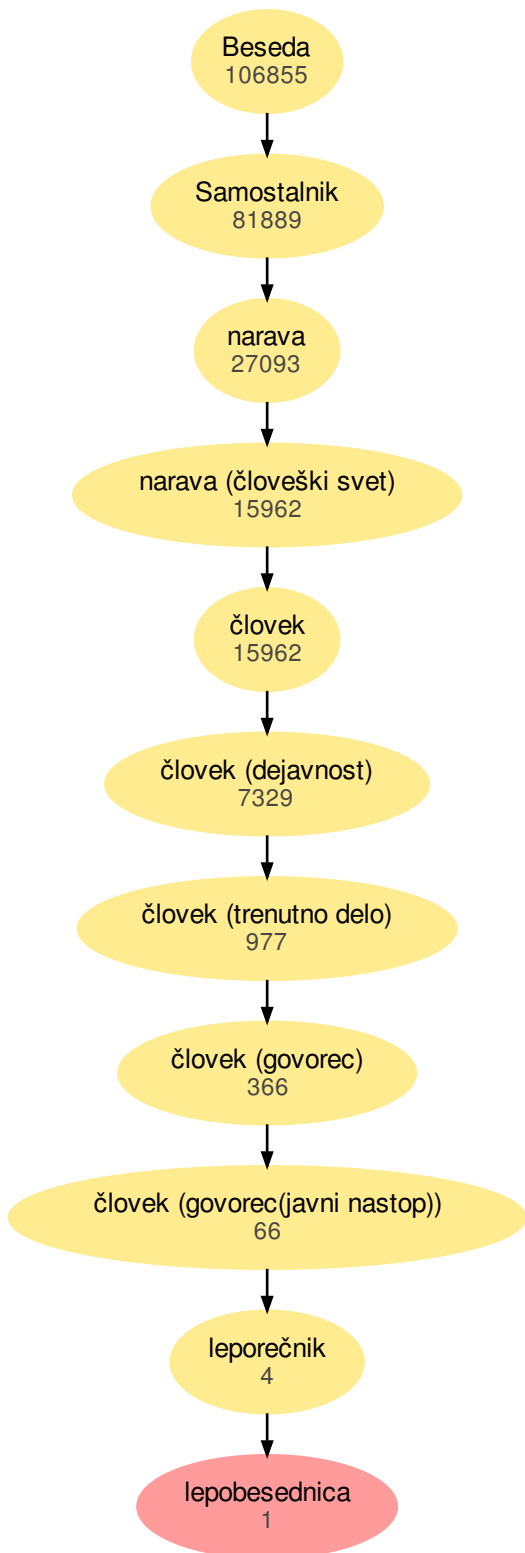 Beseda
106855
Samostalnik
81889
narava
27093
narava (človeški svet)
15962
človek
15962
človek (dejavnost)
7329
človek (trenutno delo)
977
človek (govorec)
366
človek (govorec(javni nastop))
66
leporečnik
4
lepobesednica
1